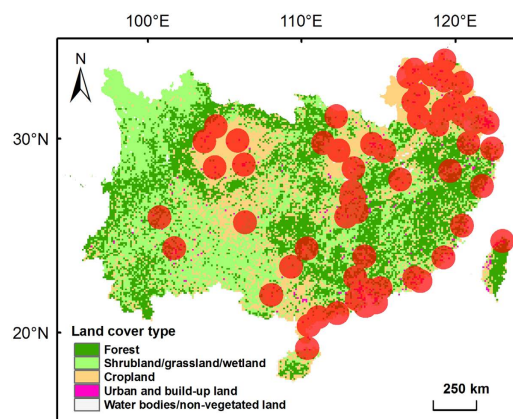 100°E 110°E 120°E
N
30°N
20°N
Land cover type
Forest
Shrubland/grassland/wetland
Cropland
Urban and build-up land
Water bodies/non-vegetated land
250 km